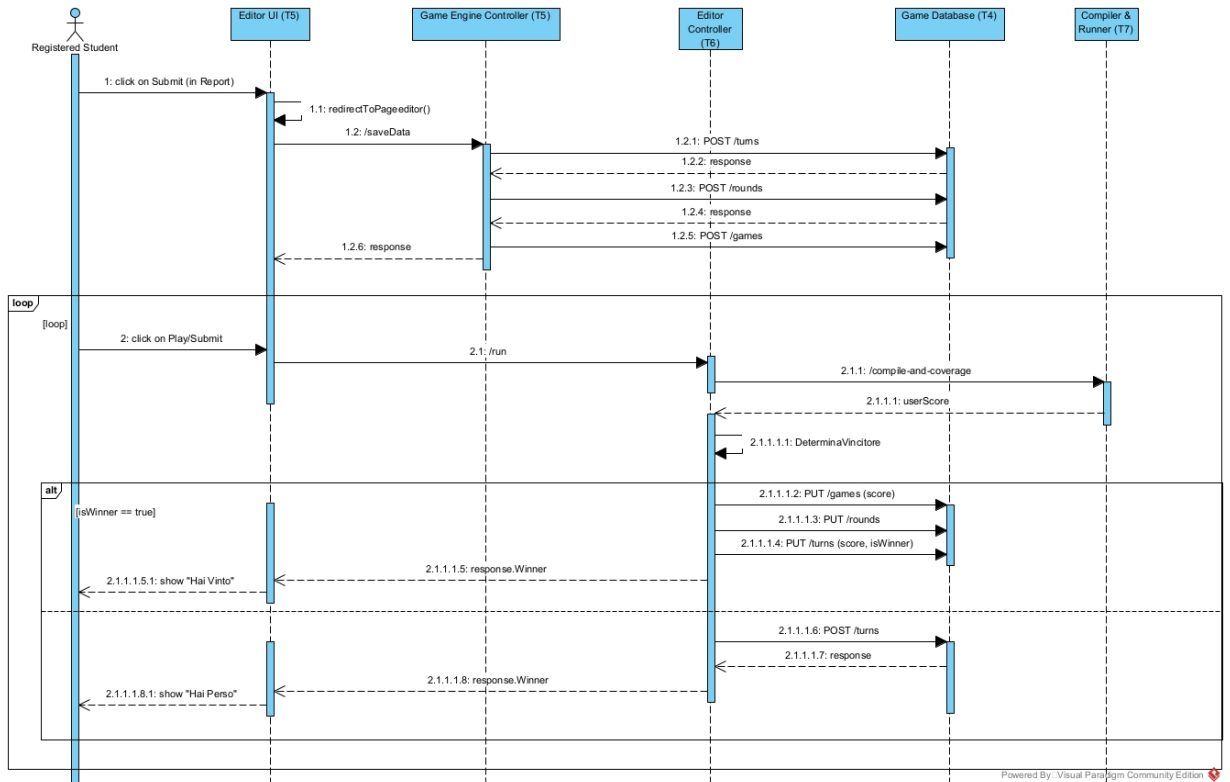 Editor UI (T5)
Game Engine Controller (T5)
Editor
Controller
(T6)
Game Database (T4)
Compiler &
Runner (T7)
Registered Student
1: click on Submit (in Report)
1.1: redirectToPageeditor()
1.2: /saveData
1.2.1: POST /turns
1.2.2: response
1.2.3: POST /rounds
1.2.4: response
1.2.5: POST /games
1.2.6: response
loop
[loop]
2: click on Play/Submit
2.1: /run
2.1.1: /compile-and-coverage
2.1.1.1: userScore
2.1.1.1.1: DeterminaVincitore
alt
[isWinner == true]
2.1.1.1.2: PUT /games (score)
2.1.1.1.3: PUT /rounds
2.1.1.1.4: PUT /turns (score, isWinner)
2.1.1.1.5: response.Winner
2.1.1.1.5.1: show "Hai Vinto"
2.1.1.1.6: POST /turns
2.1.1.1.7: response
2.1.1.1.8: response.Winner
2.1.1.1.8.1: show "Hai Perso"
Powered By Visual Paradigm Community Edition